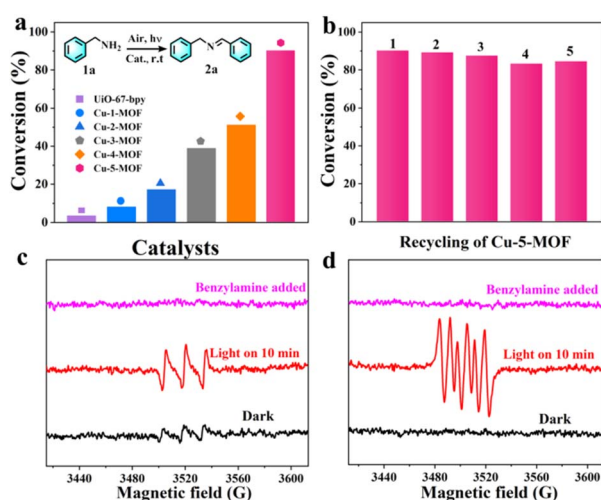 a
Conversion (%)
100
80
60
40
20
0
NH₂
1a
Air, hν
Cat., r.t
N
2a
UiO-67-bpy
Cu-1-MOF
Cu-2-MOF
Cu-3-MOF
Cu-4-MOF
Cu-5-MOF
Catalysts
b
Conversion (%)
100
80
60
40
20
0
1 2 3 4 5
Recycling of Cu-5-MOF
c
Benzylamine added
Light on 10 min
Dark
3440 3480 3520 3560 3600
Magnetic field (G)
d
Benzylamine added
Light on 10 min
Dark
3440 3480 3520 3560 3600
Magnetic field (G)